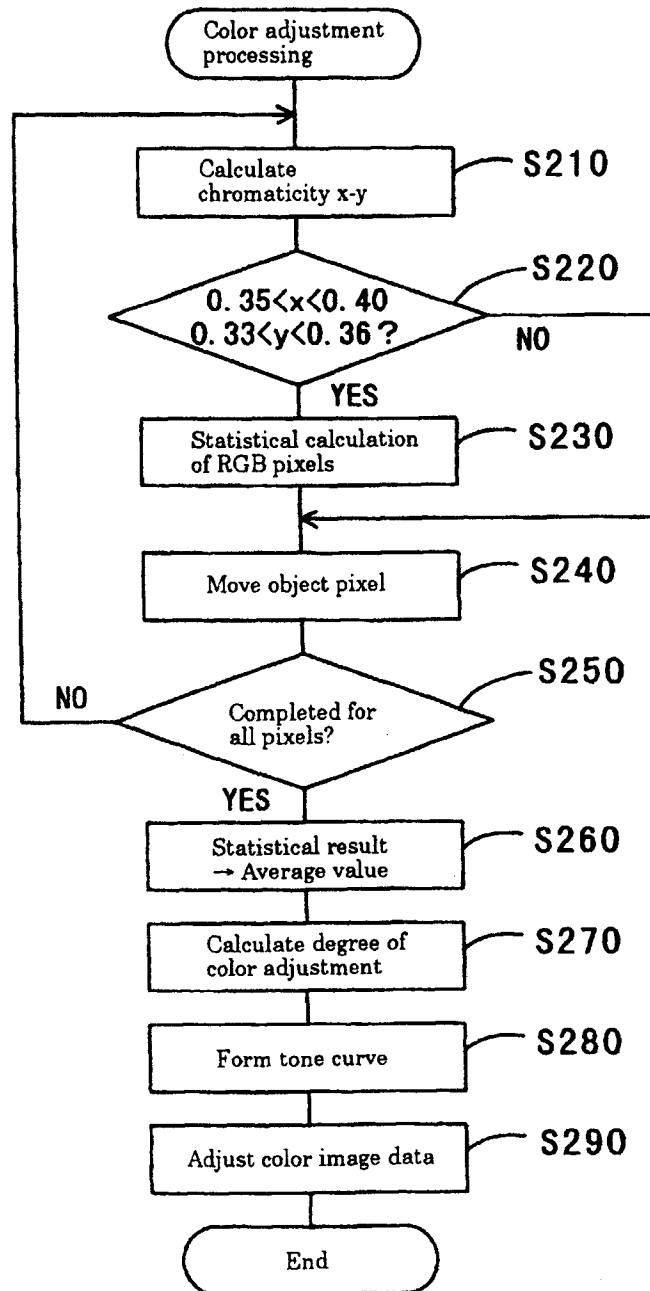 Color adjustment
processing
Calculate
chromaticity x-y
S210
0.35<x<0.40
0.33<y<0.36?
S220
NO
YES
Statistical calculation
of RGB pixels
S230
Move object pixel
S240
Completed for
all pixels?
S250
NO
YES
Statistical result
→ Average value
S260
Calculate degree of
color adjustment
S270
Form tone curve
S280
Adjust color image data
S290
End